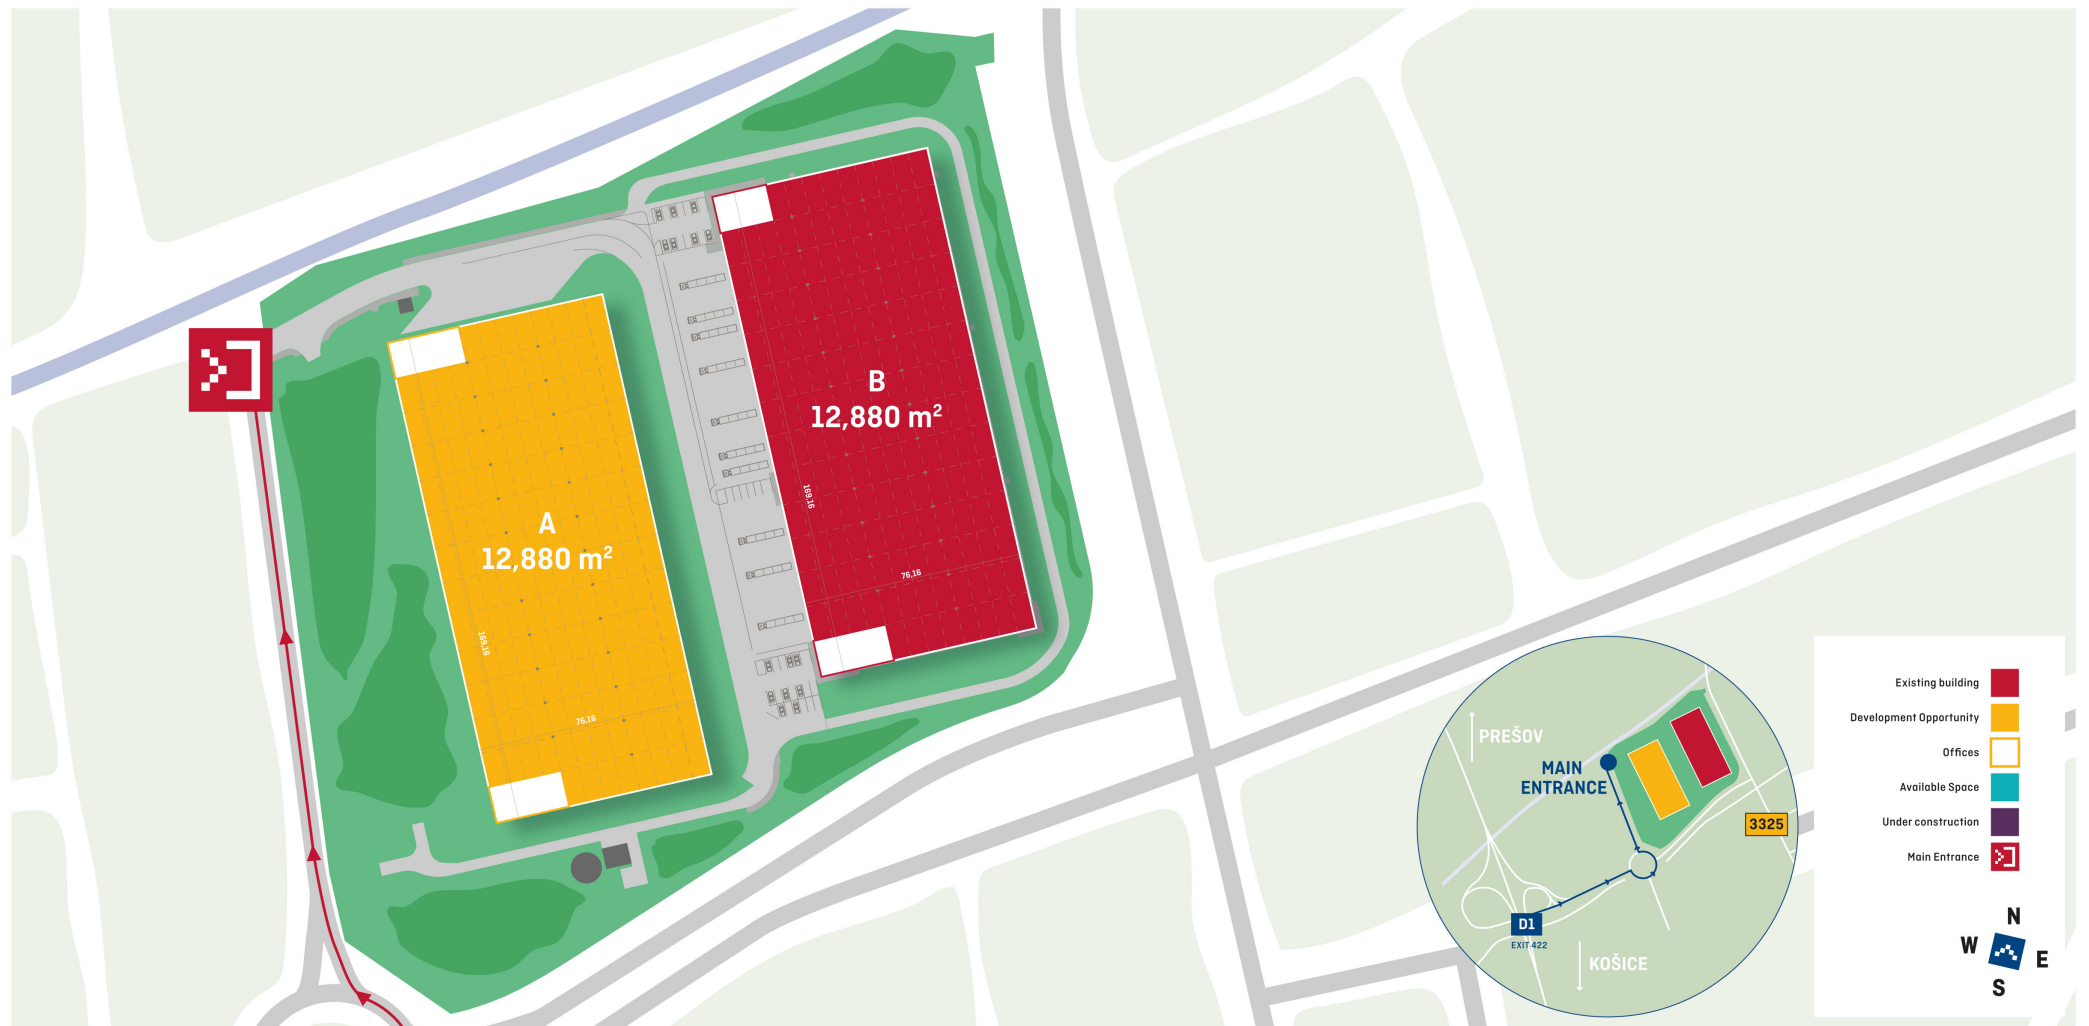 B
12,880 m²
169,16
76,16
A
12,880 m²
169,16
76,16
PREŠOV
MAIN
ENTRANCE
3325
D1
EXIT 422
KOŠICE
Existing building
Development Opportunity
Offices
Available Space
Under construction
Main Entrance
N
W
E
S